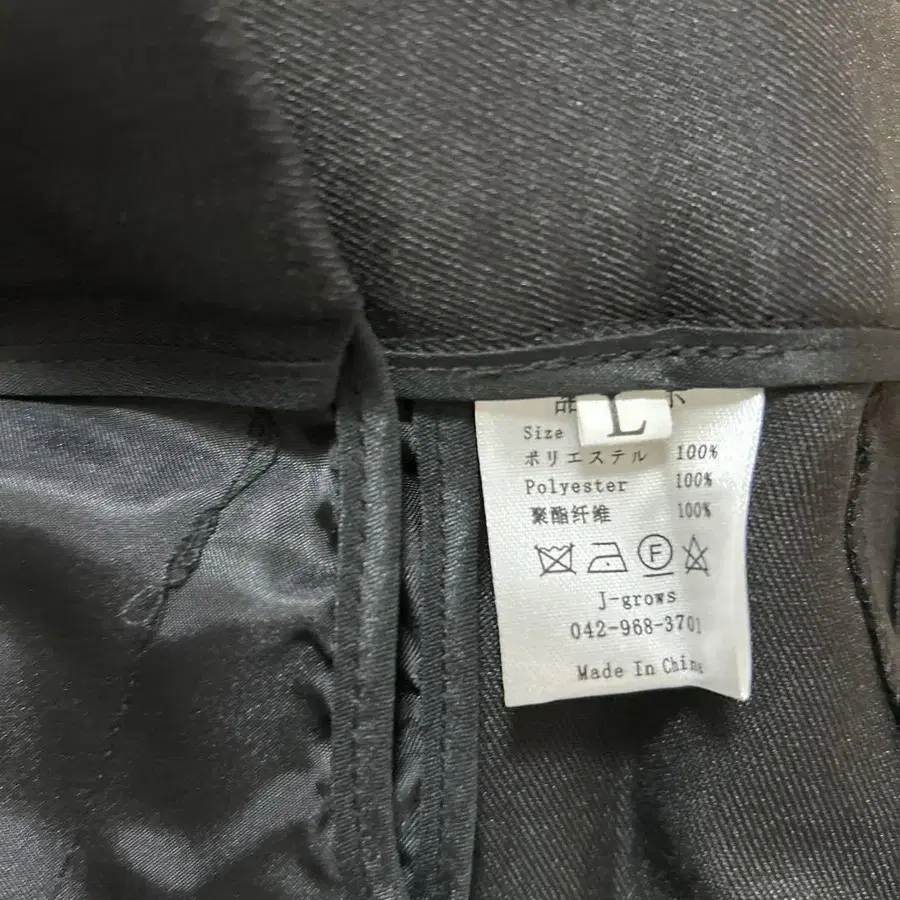 品
Size L
ポリエステル 100%
Polyester 100%
聚酯纤维 100%
F
J-grows
042-968-3701
Made In China